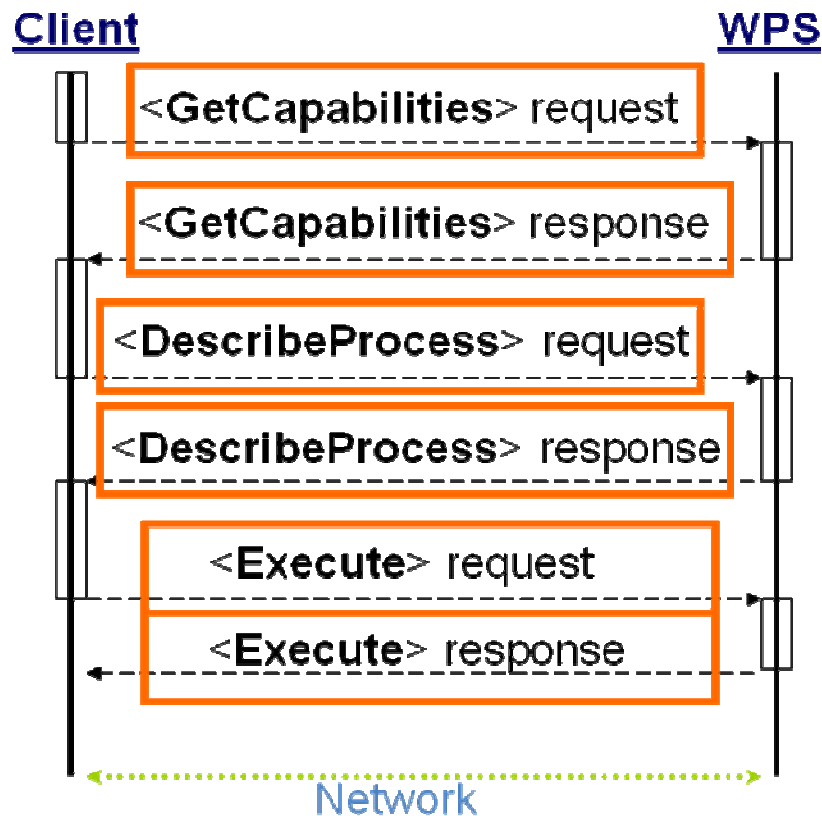 Client
WPS
<GetCapabilities> request
<GetCapabilities> response
<DescribeProcess> request
<DescribeProcess> response
<Execute> request
<Execute> response
Network